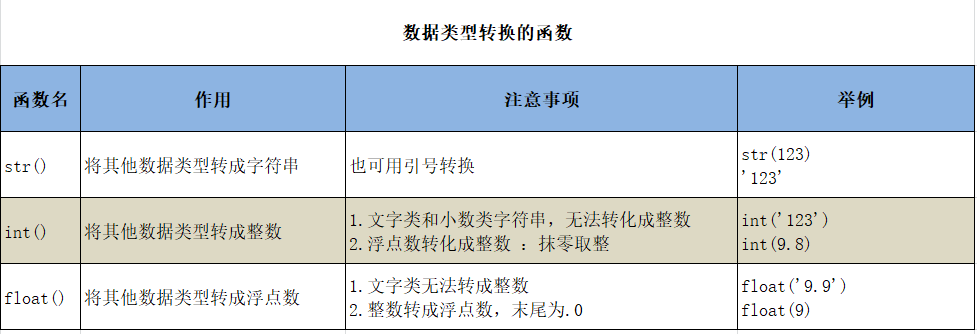 数据类型转换的函数
函数名 作用 注意事项 举例
str() 将其他数据类型转成字符串 也可用引号转换 str(123)
'123'
int() 将其他数据类型转成整数 1.文字类和小数类字符串，无法转化成整数
2.浮点数转化成整数 ：抹零取整 int('123')
int(9.8)
float() 将其他数据类型转成浮点数 1.文字类无法转成整数
2.整数转成浮点数，末尾为.0 float('9.9')
float(9)